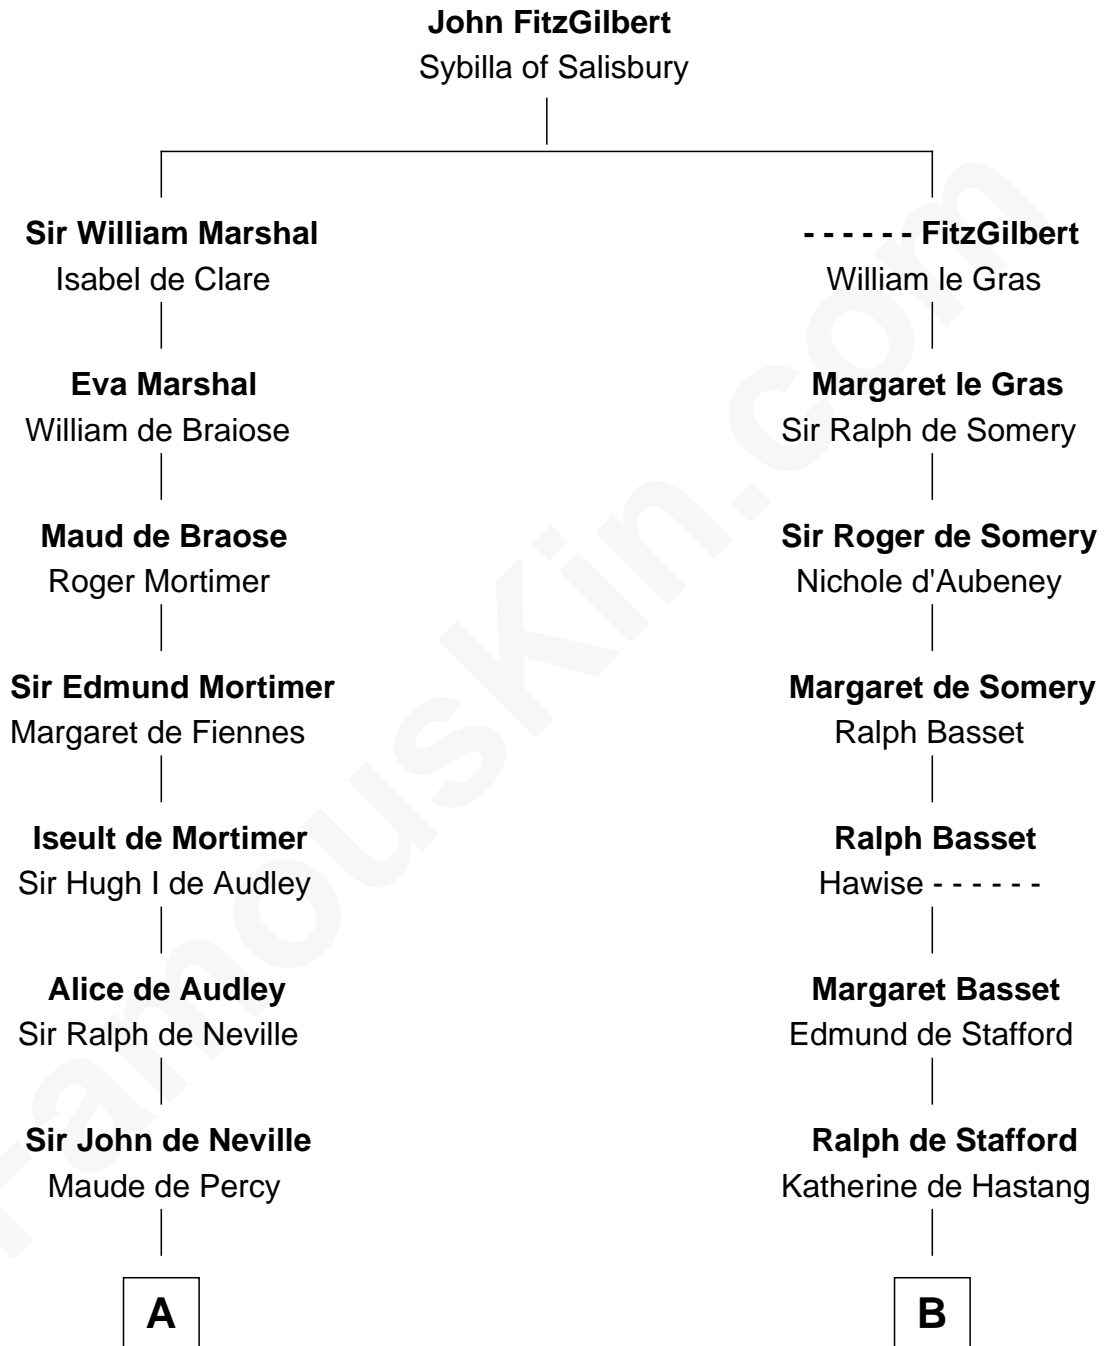 John FitzGilbert
Sybilla of Salisbury
Sir William Marshal
Isabel de Clare
- - - - - - FitzGilbert
William le Gras
Eva Marshal
William de Braiose
Margaret le Gras
Sir Ralph de Somery
Maud de Braose
Roger Mortimer
Sir Roger de Somery
Nichole d'Aubeney
Sir Edmund Mortimer
Margaret de Fiennes
Margaret de Somery
Ralph Basset
Iseult de Mortimer
Sir Hugh I de Audley
Ralph Basset
Hawise - - - - - -
Alice de Audley
Sir Ralph de Neville
Margaret Basset
Edmund de Stafford
Sir John de Neville
Maude de Percy
Ralph de Stafford
Katherine de Hastang
A
B
FamousKin.com